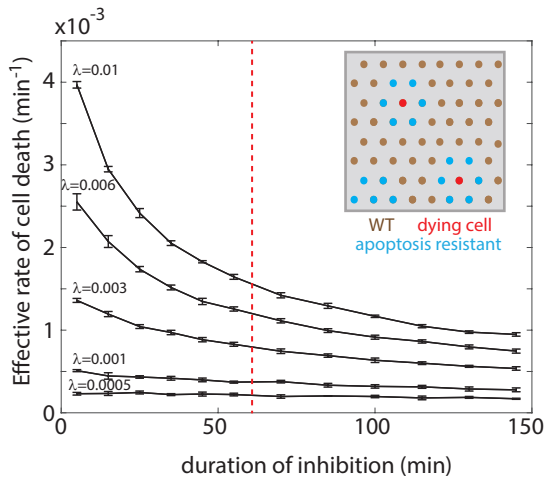 ×10⁻³
Effective rate of cell death (min⁻¹)
4
3
2
1
0
λ=0.01
λ=0.006
λ=0.003
λ=0.001
λ=0.0005
WT dying cell
apoptosis resistant
0 50 100 150
duration of inhibition (min)